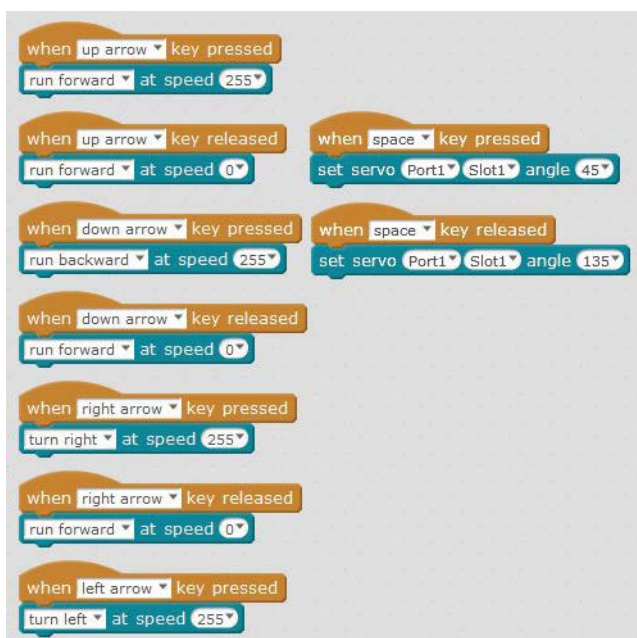 when up arrow key pressed
run forward at speed 255
when up arrow key released
run forward at speed 0
when down arrow key pressed
run backward at speed 255
when down arrow key released
run forward at speed 0
when right arrow key pressed
turn right at speed 255
when right arrow key released
run forward at speed 0
when left arrow key pressed
turn left at speed 255
when space key pressed
set servo Port1 Slot1 angle 45
when space key released
set servo Port1 Slot1 angle 135